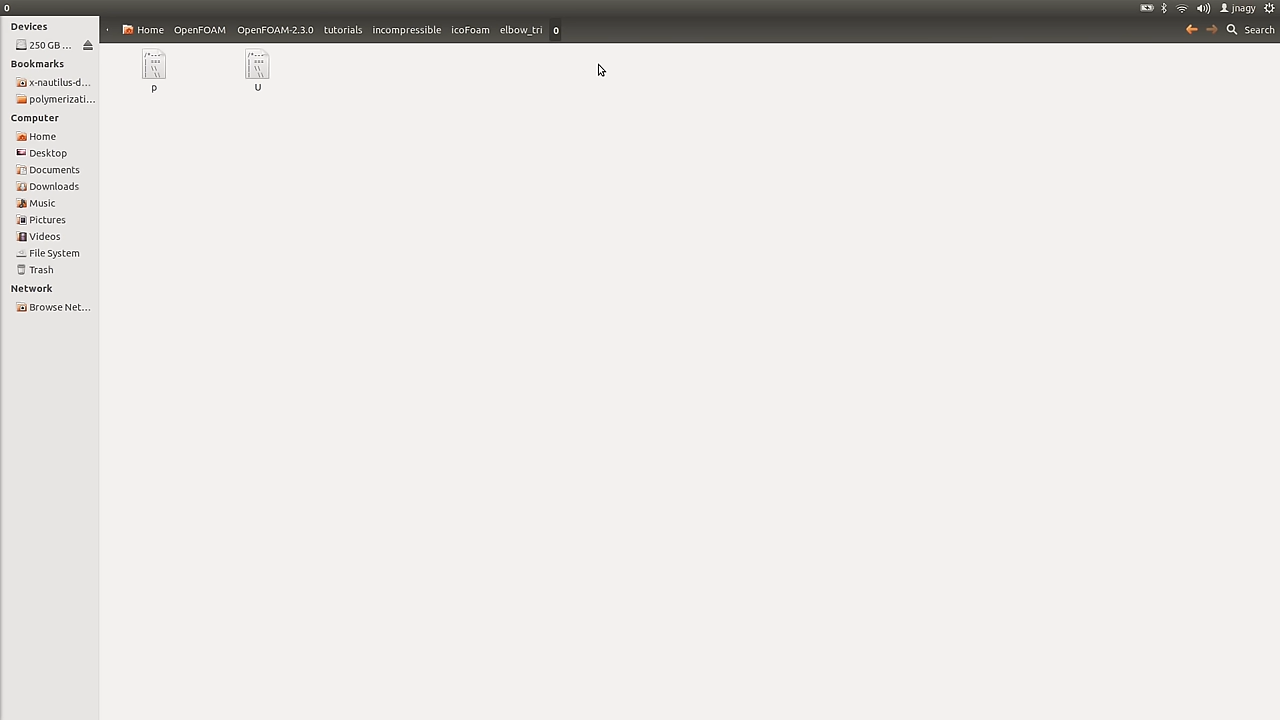 0
jnagy
Devices
250 GB ...
Bookmarks
x-nautilus-d...
polymerizati...
Computer
Home
Desktop
Documents
Downloads
Music
Pictures
Videos
File System
Trash
Network
Browse Net...
Home OpenFOAM OpenFOAM-2.3.0 tutorials incompressible icoFoam elbow_tri 0
Search
p
U